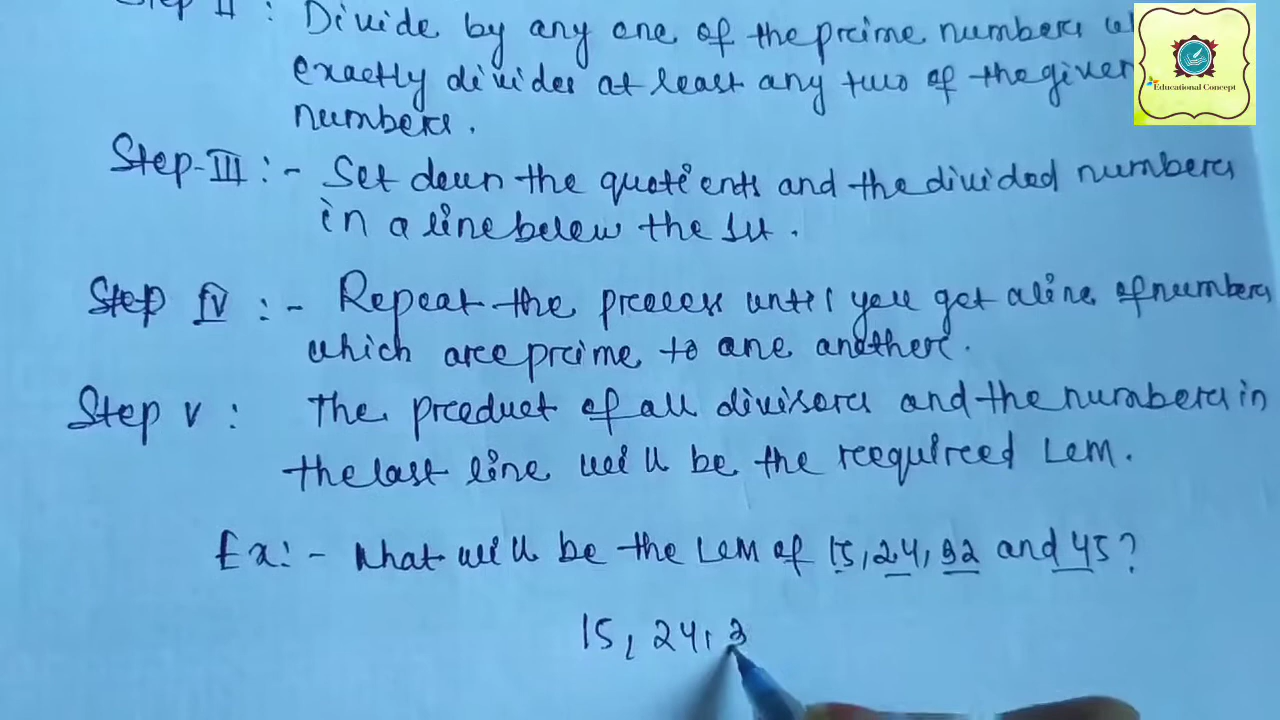 Step II : Divide by any one of the prime numbers
exactly divides at least any two of the given
numbers.
Educational Concept
Step-III :- Set down the quotients and the divided numbers
in a line below the 1st.
Step IV :- Repeat the process until you get a line of numbers
which are prime to one another.
Step V : The product of all divisors and the numbers in
the last line will be the required Lcm.
Ex:- What will be the LCM of 15, 24, 32 and 45?
15, 24, 3